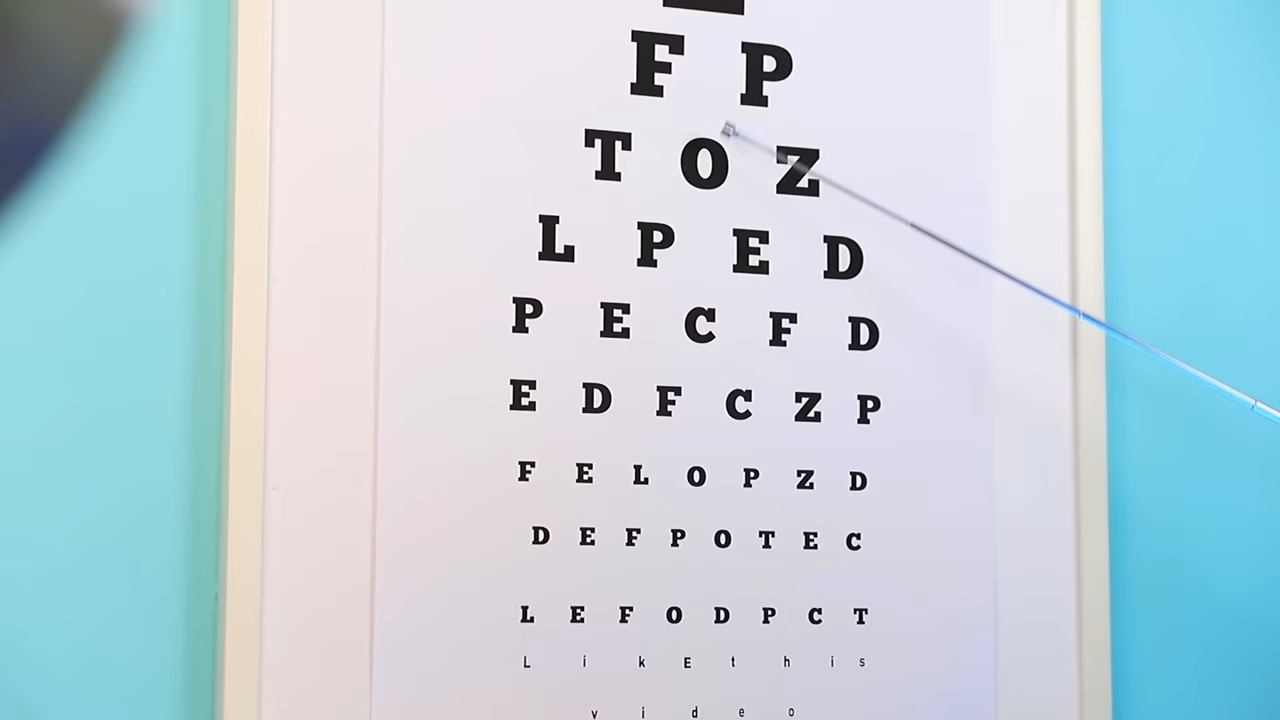 F P
T O Z
L P E D
P E C F D
E D F C Z P
F E L O P Z D
D E F P O T E C
L E F O D P C T
L i k E t h i s
v i d e o